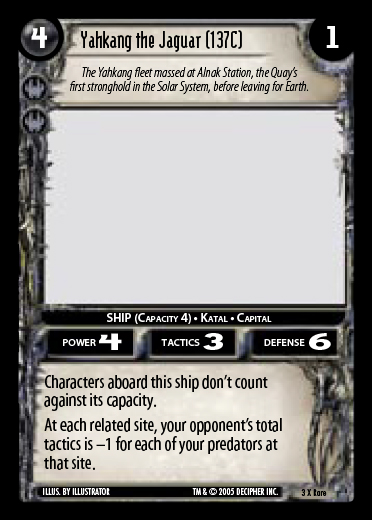 4 Yahkang the Jaguar (137C) 1
The Yahkang fleet massed at Alnak Station, the Quay's
first stronghold in the Solar System, before leaving for Earth.
SHIP (CAPACITY 4) • KATAL • CAPITAL
POWER 4 TACTICS 3 DEFENSE 6
Characters aboard this ship don't count
against its capacity.
At each related site, your opponent's total
tactics is –1 for each of your predators at
that site.
ILLUS. BY ILLUSTRATOR TM & © 2005 DECIPHER INC. 3 X Rare